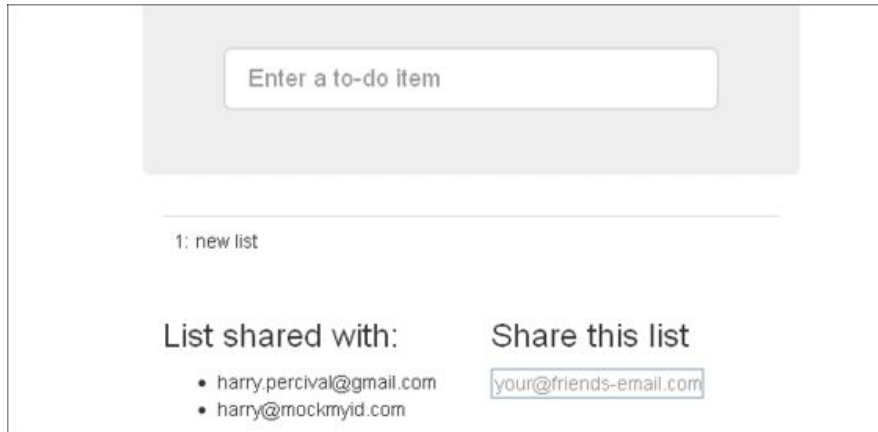 Enter a to-do item
1: new list
List shared with:
harry.percival@gmail.com
harry@mockmyid.com
Share this list
your@friends-email.com